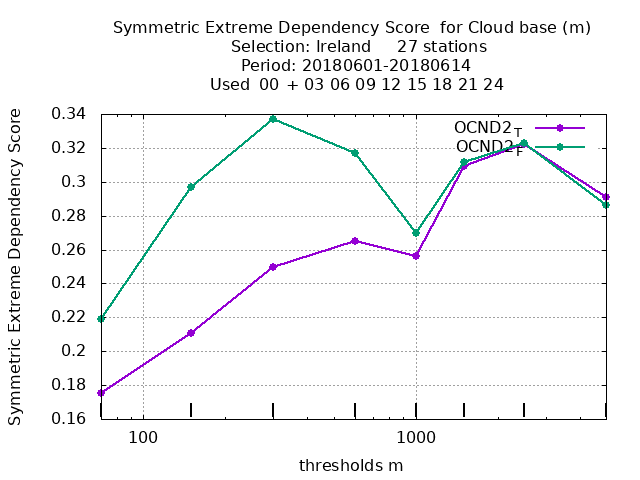 Symmetric Extreme Dependency Score  for Cloud base (m)
Selection: Ireland     27 stations
Period: 20180601-20180614
Used  00 + 03 06 09 12 15 18 21 24
Symmetric Extreme Dependency Score
0.34
0.32
0.3
0.28
0.26
0.24
0.22
0.2
0.18
0.16
OCND2T
OCND2F
100
1000
thresholds m